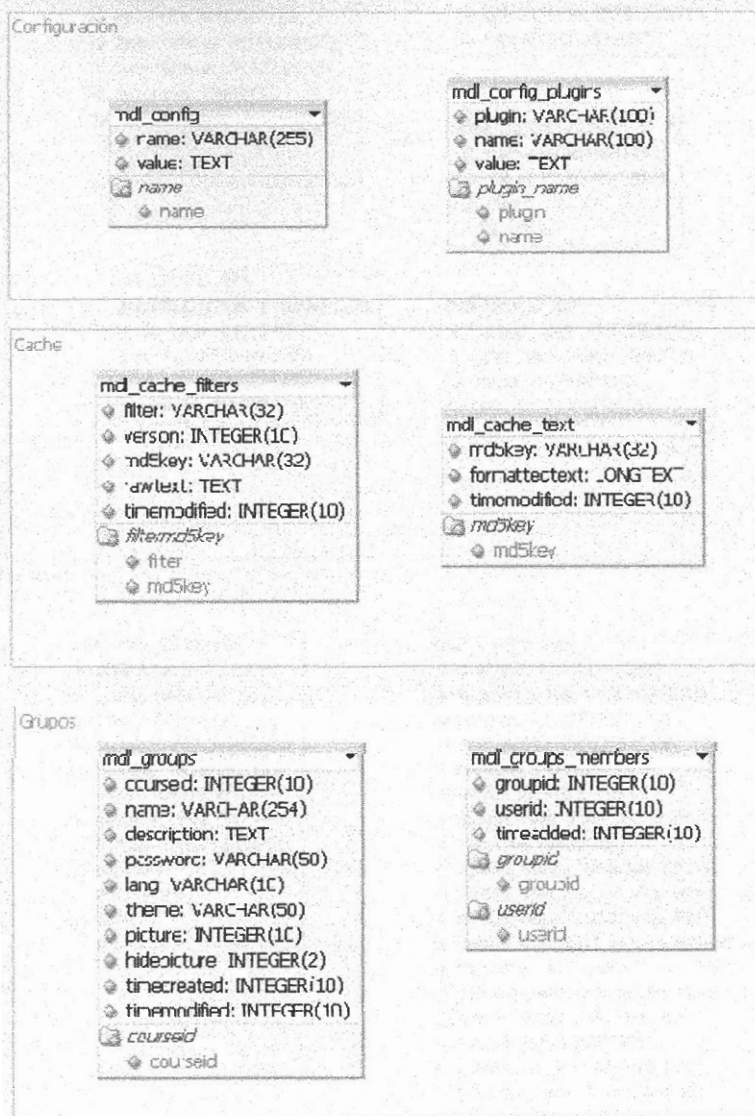 Configuración
mdl_config
name: VARCHAR(255)
value: TEXT
name
name
mdl_config_plugins
plugin: VARCHAR(100)
name: VARCHAR(100)
value: TEXT
plugin_name
plugin
name
Cache
mdl_cache_filters
filter: VARCHAR(32)
version: INTEGER(10)
md5key: VARCHAR(32)
rawtext: TEXT
timemodified: INTEGER(10)
filtermd5key
filter
md5key
mdl_cache_text
md5key: VARCHAR(32)
formattedtext: LONGTEXT
timemodified: INTEGER(10)
md5key
md5key
Grupos
mdl_groups
courseid: INTEGER(10)
name: VARCHAR(254)
description: TEXT
password: VARCHAR(50)
lang: VARCHAR(10)
theme: VARCHAR(50)
picture: INTEGER(10)
hidepicture: INTEGER(2)
timecreated: INTEGER(10)
timemodified: INTEGER(10)
courseid
courseid
mdl_groups_members
groupid: INTEGER(10)
userid: INTEGER(10)
timeadded: INTEGER(10)
groupid
groupid
userid
userid